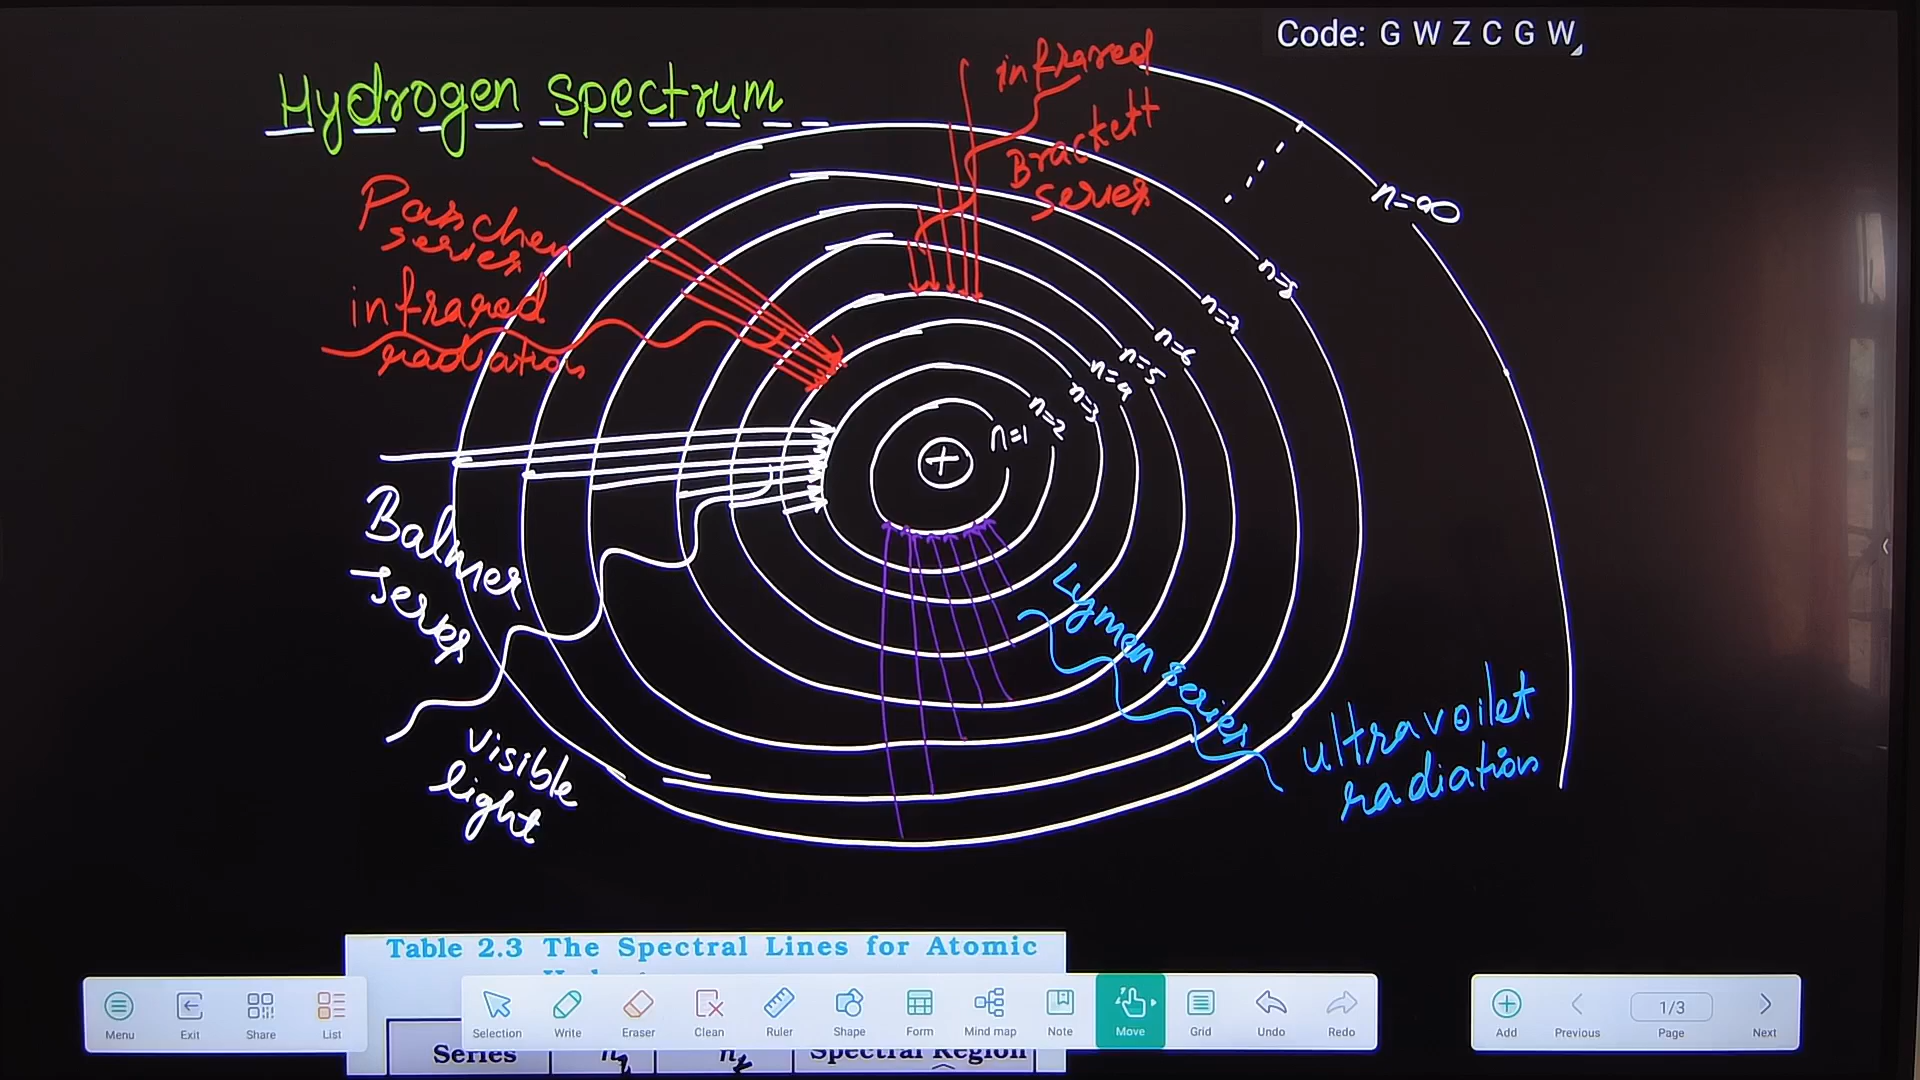 Code: G W Z C G W
Hydrogen spectrum
infrared
Brackett
series
Paschen
series
infrared
radiation
n=∞
n=8
n=7
n=6
n=5
n=4
n=3
n=2
n=1
+
Balmer
series
visible
light
Lyman series
ultravoilet
radiation
Table 2.3 The Spectral Lines for Atomic
Series n n Spectral Region
Menu Exit Share List Selection Write Eraser Clean Ruler Shape Form Mind map Note Move Grid Undo Redo Add Previous Page Next
1/3